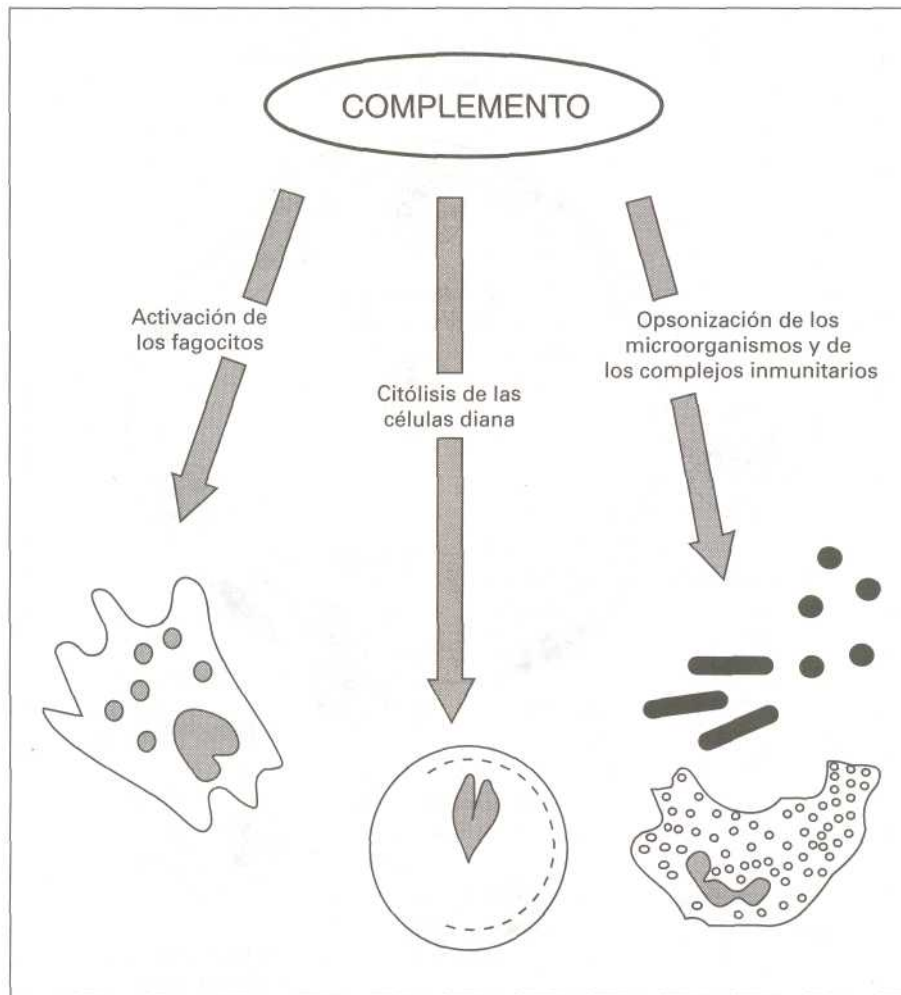 COMPLEMENTO
Activación de
los fagocitos
Citólisis de las
células diana
Opsonización de los
microorganismos y de
los complejos inmunitarios